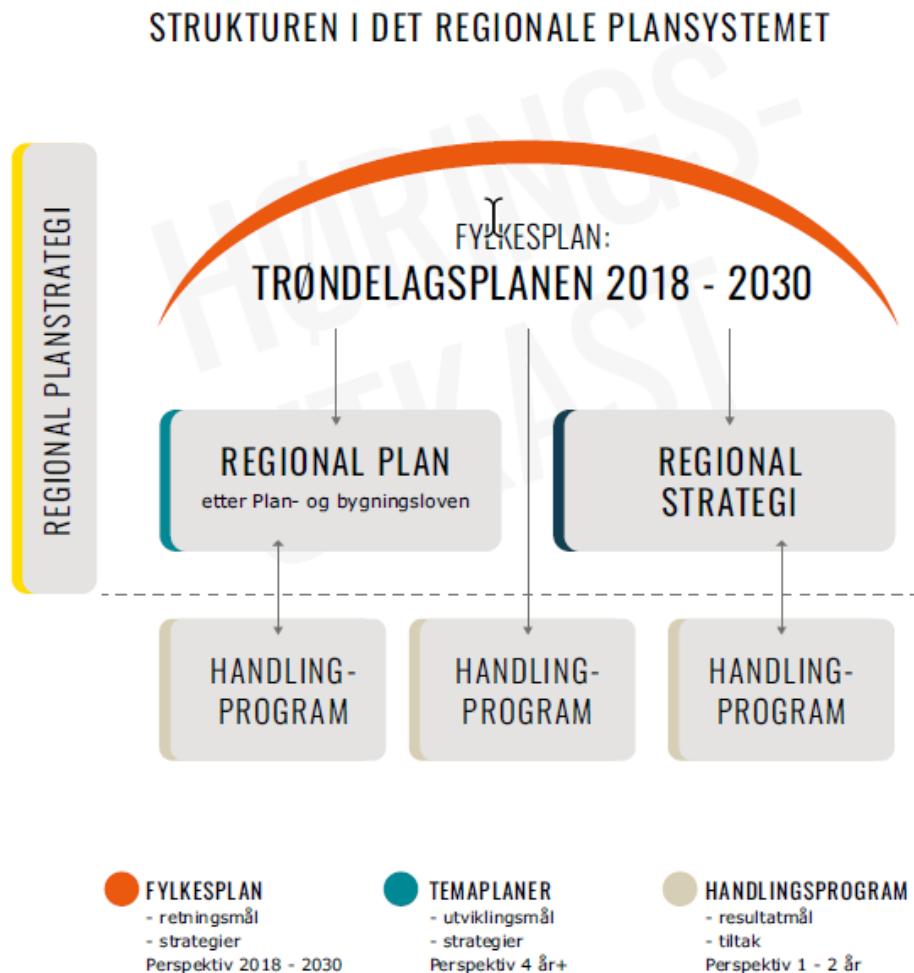 STRUKTUREN I DET REGIONALE PLANSYSTEMET
HØRINGS-
UTKAST
REGIONAL PLANSTRATEGI
FYLKESPLAN:
TRØNDELAGSPLANEN 2018 - 2030
REGIONAL PLAN
etter Plan- og bygningsloven
REGIONAL
STRATEGI
HANDLING-
PROGRAM
HANDLING-
PROGRAM
HANDLING-
PROGRAM
FYLKESPLAN
- retningsmål
- strategier
Perspektiv 2018 - 2030
TEMAPLANER
- utviklingsmål
- strategier
Perspektiv 4 år+
HANDLINGSPROGRAM
- resultatmål
- tiltak
Perspektiv 1 - 2 år